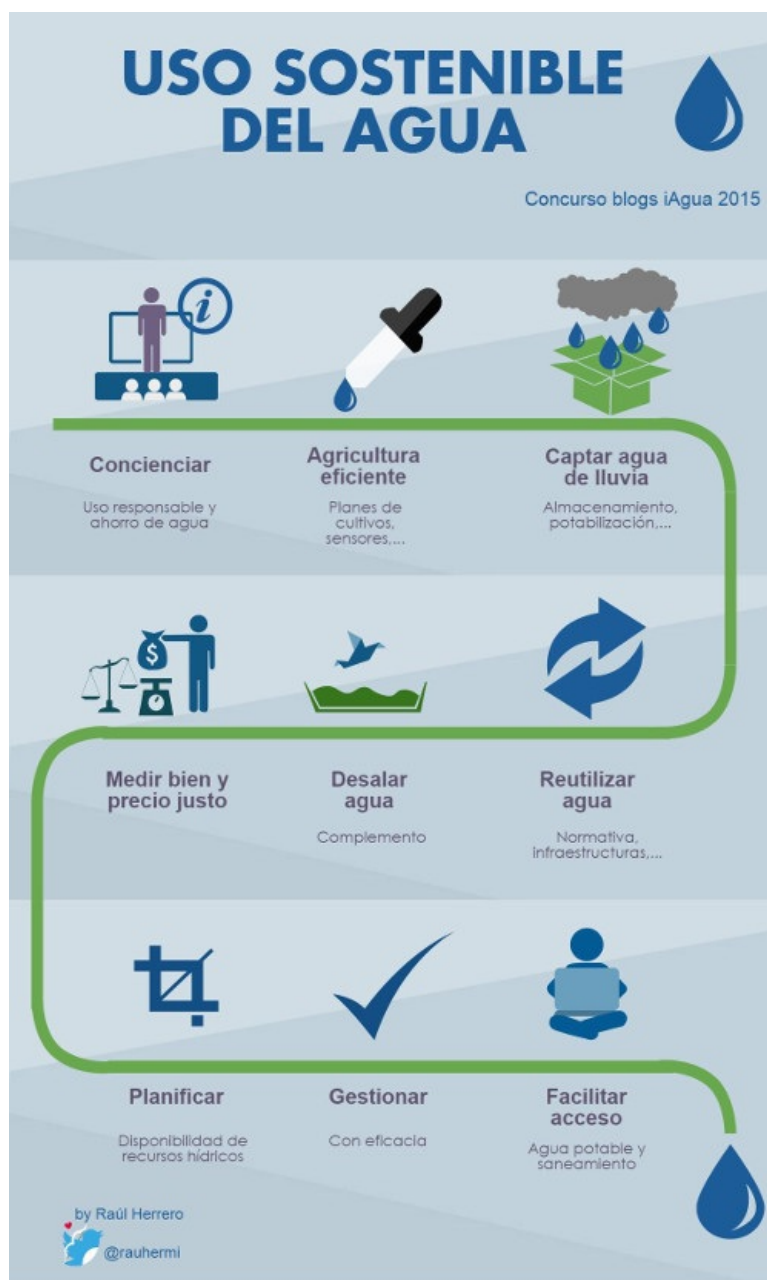 USO SOSTENIBLE
DEL AGUA
Concurso blogs iAgua 2015
i
Concienciar
Uso responsable y
ahorro de agua
Agricultura
eficiente
Planes de
cultivos,
sensores,...
Captar agua
de lluvia
Almacenamiento,
potabilización,...
$
Medir bien y
precio justo
Desalar
agua
Complemento
Reutilizar
agua
Normativa,
infraestructuras,...
Planificar
Disponibilidad de
recursos hídricos
Gestionar
Con eficacia
Facilitar
acceso
Agua potable y
saneamiento
by Raúl Herrero
@rauhermi